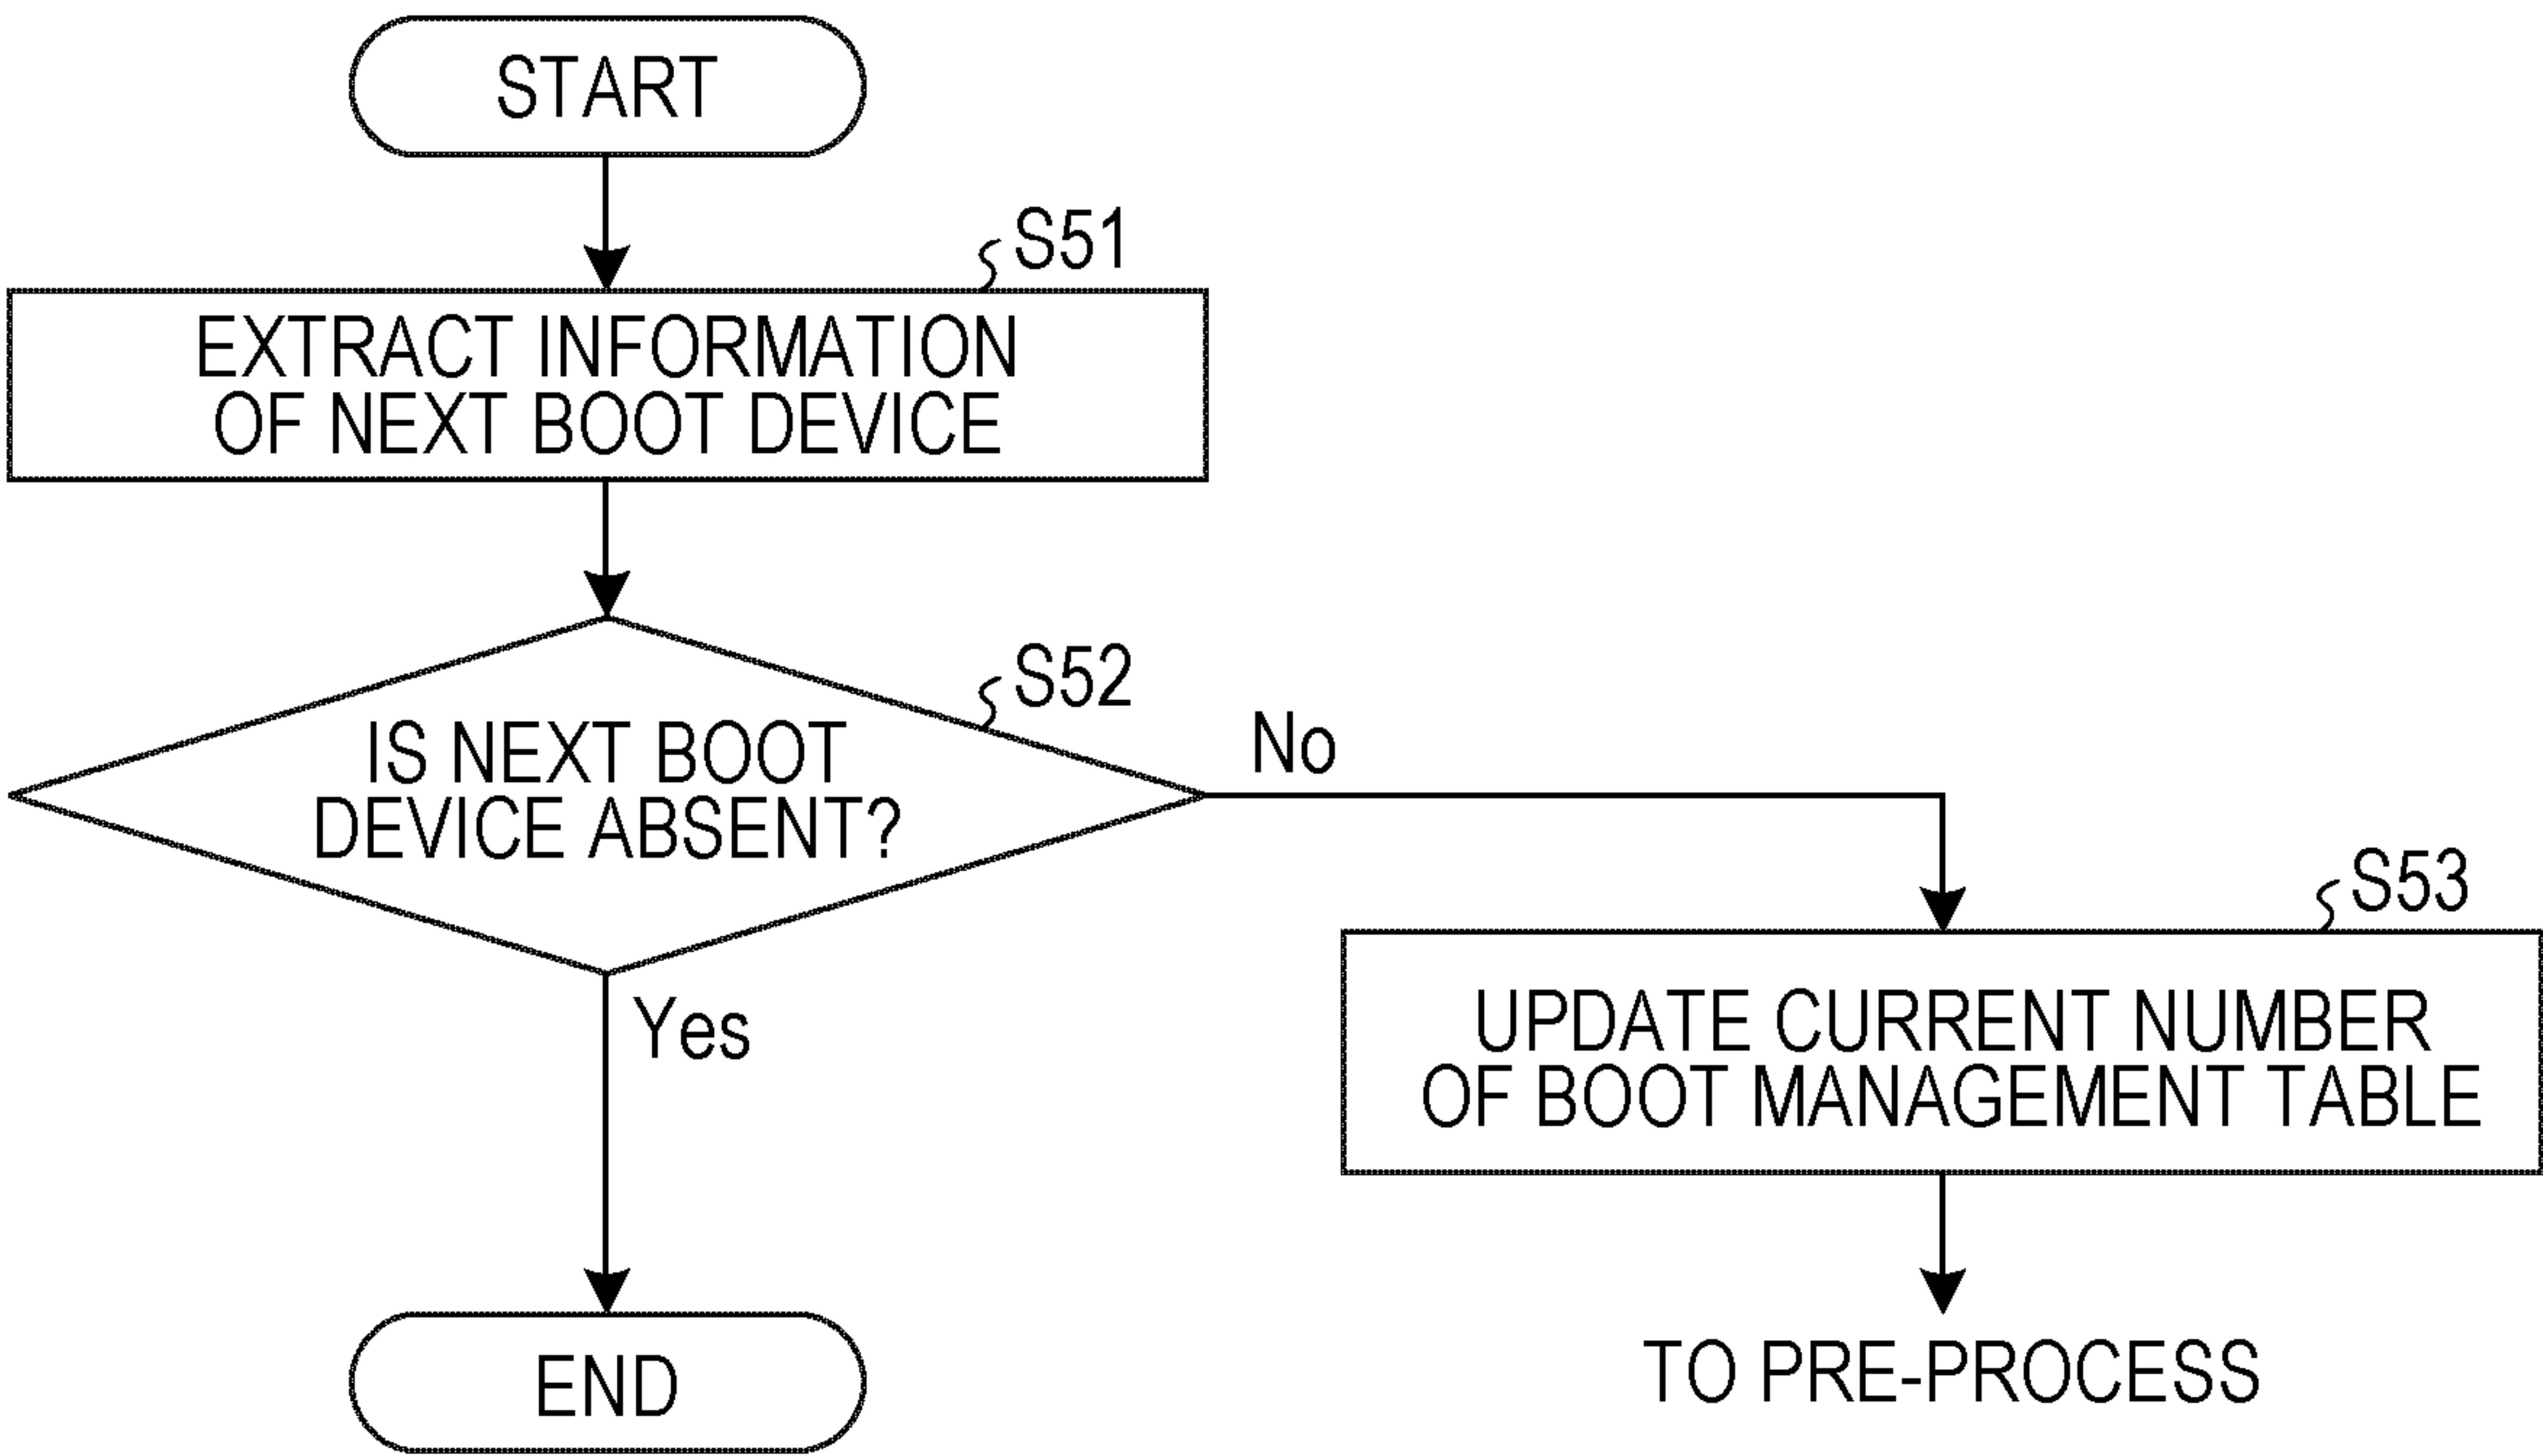 START
S51
EXTRACT INFORMATION
OF NEXT BOOT DEVICE
S52
IS NEXT BOOT
DEVICE ABSENT?
No
Yes
S53
UPDATE CURRENT NUMBER
OF BOOT MANAGEMENT TABLE
END
TO PRE-PROCESS